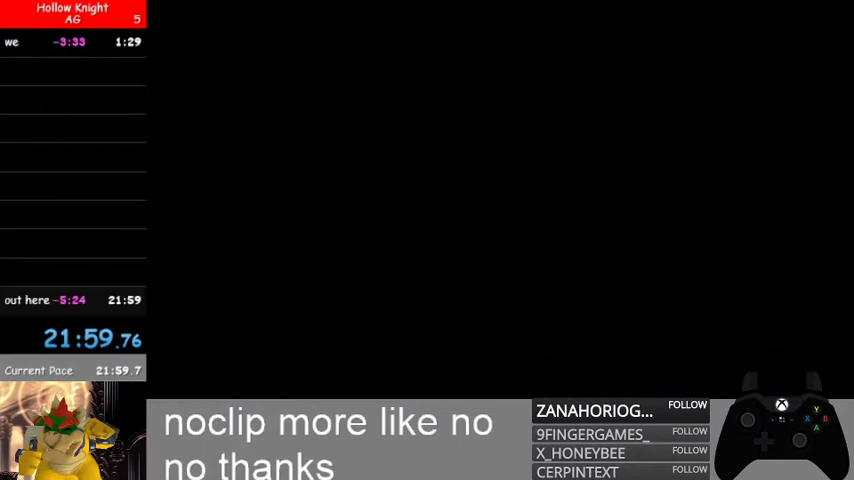 Hollow Knight
AG 5
we -3:33 1:29
out here -5:24 21:59
21:59.76
Current Pace 21:59.7
noclip more like no
no thanks
ZANAHORIOG... FOLLOW
9FINGERGAMES_ FOLLOW
X_HONEYBEE FOLLOW
CERPINTEXT FOLLOW
Y
X B
A